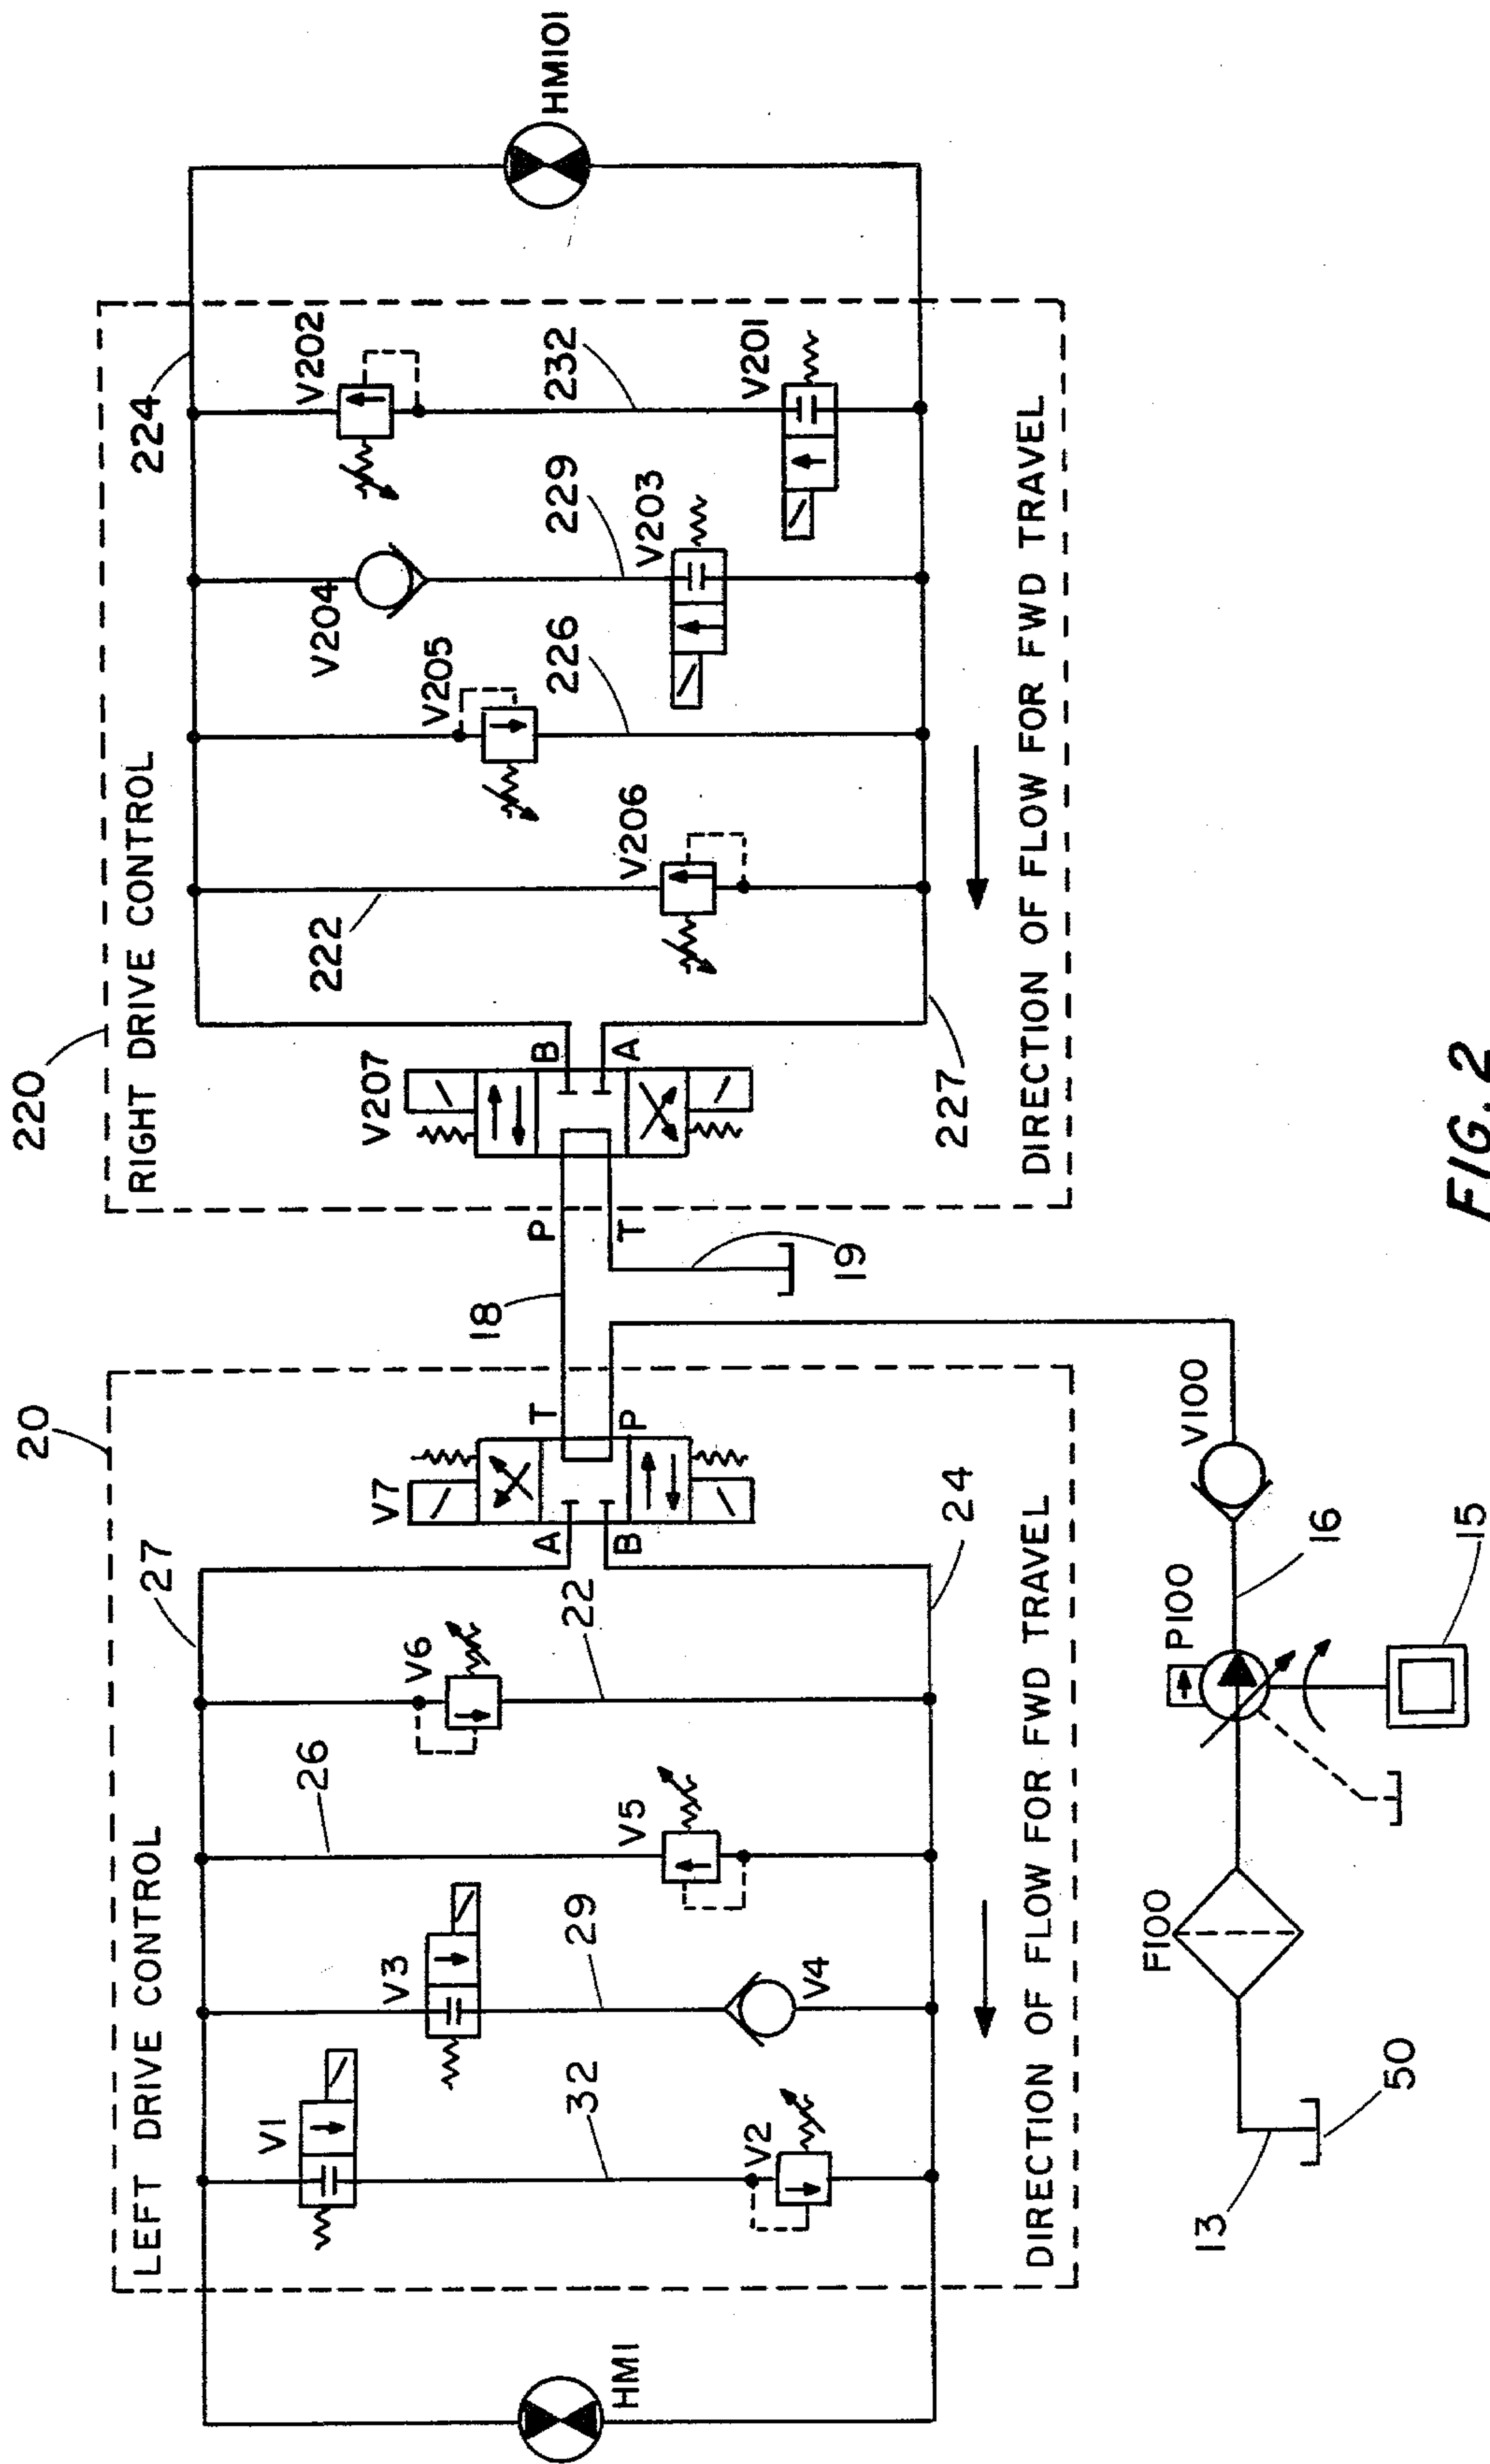 20
LEFT DRIVE CONTROL
27
V7
V1
V3
26
V6
A
T
22
HM1
32
29
V5
B
P
V2
V4
24
DIRECTION OF FLOW FOR FWD TRAVEL
18
19
220
RIGHT DRIVE CONTROL
224
HM101
V207
P
T
B
A
222
V204
V205
V202
226
229
232
V206
V203
V201
227
DIRECTION OF FLOW FOR FWD TRAVEL
F100
P100
V100
16
13
50
15
FIG. 2